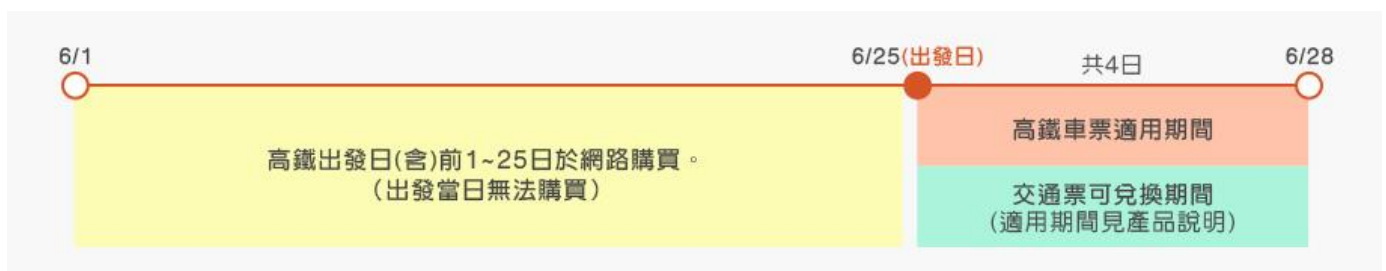 6/1
6/25(出發日)
共4日
6/28
高鐵出發日(含)前1~25日於網路購買。
(出發當日無法購買)
高鐵車票適用期間
交通票可兌換期間
(適用期間見產品說明)